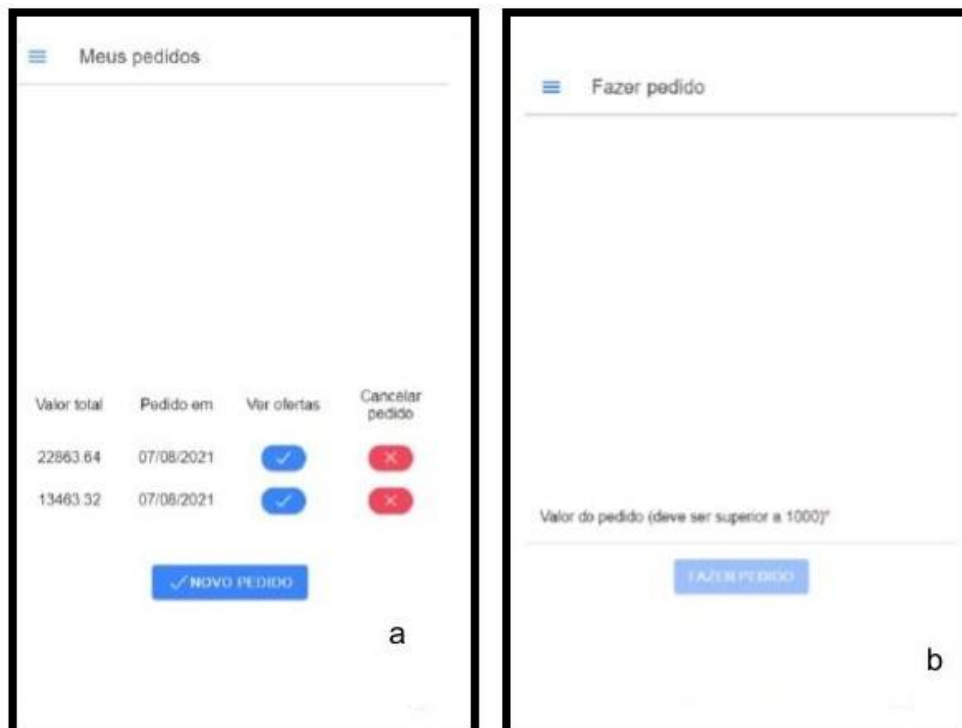 Meus pedidos
Valor total Pedido em Ver ofertas Cancelar pedido
22863.64 07/08/2021
13463.32 07/08/2021
NOVO PEDIDO
a
Fazer pedido
Valor do pedido (deve ser superior a 1000)*
FAZER PEDIDO
b